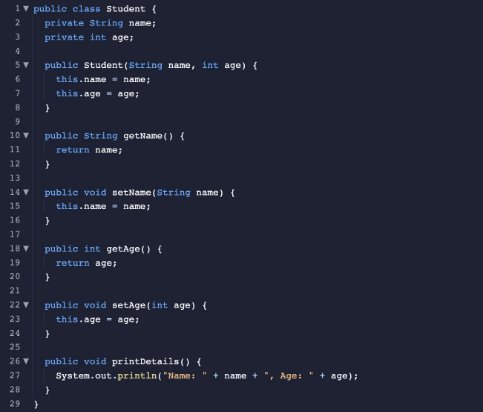 1 public class Student {
2 private String name;
3 private int age;
4
5 public Student(String name, int age) {
6 this.name = name;
7 this.age = age;
8 }
9
10 public String getName() {
11 return name;
12 }
13
14 public void setName(String name) {
15 this.name = name;
16 }
17
18 public int getAge() {
19 return age;
20 }
21
22 public void setAge(int age) {
23 this.age = age;
24 }
25
26 public void printDetails() {
27 System.out.println("Name: " + name + ", Age: " + age);
28 }
29 }